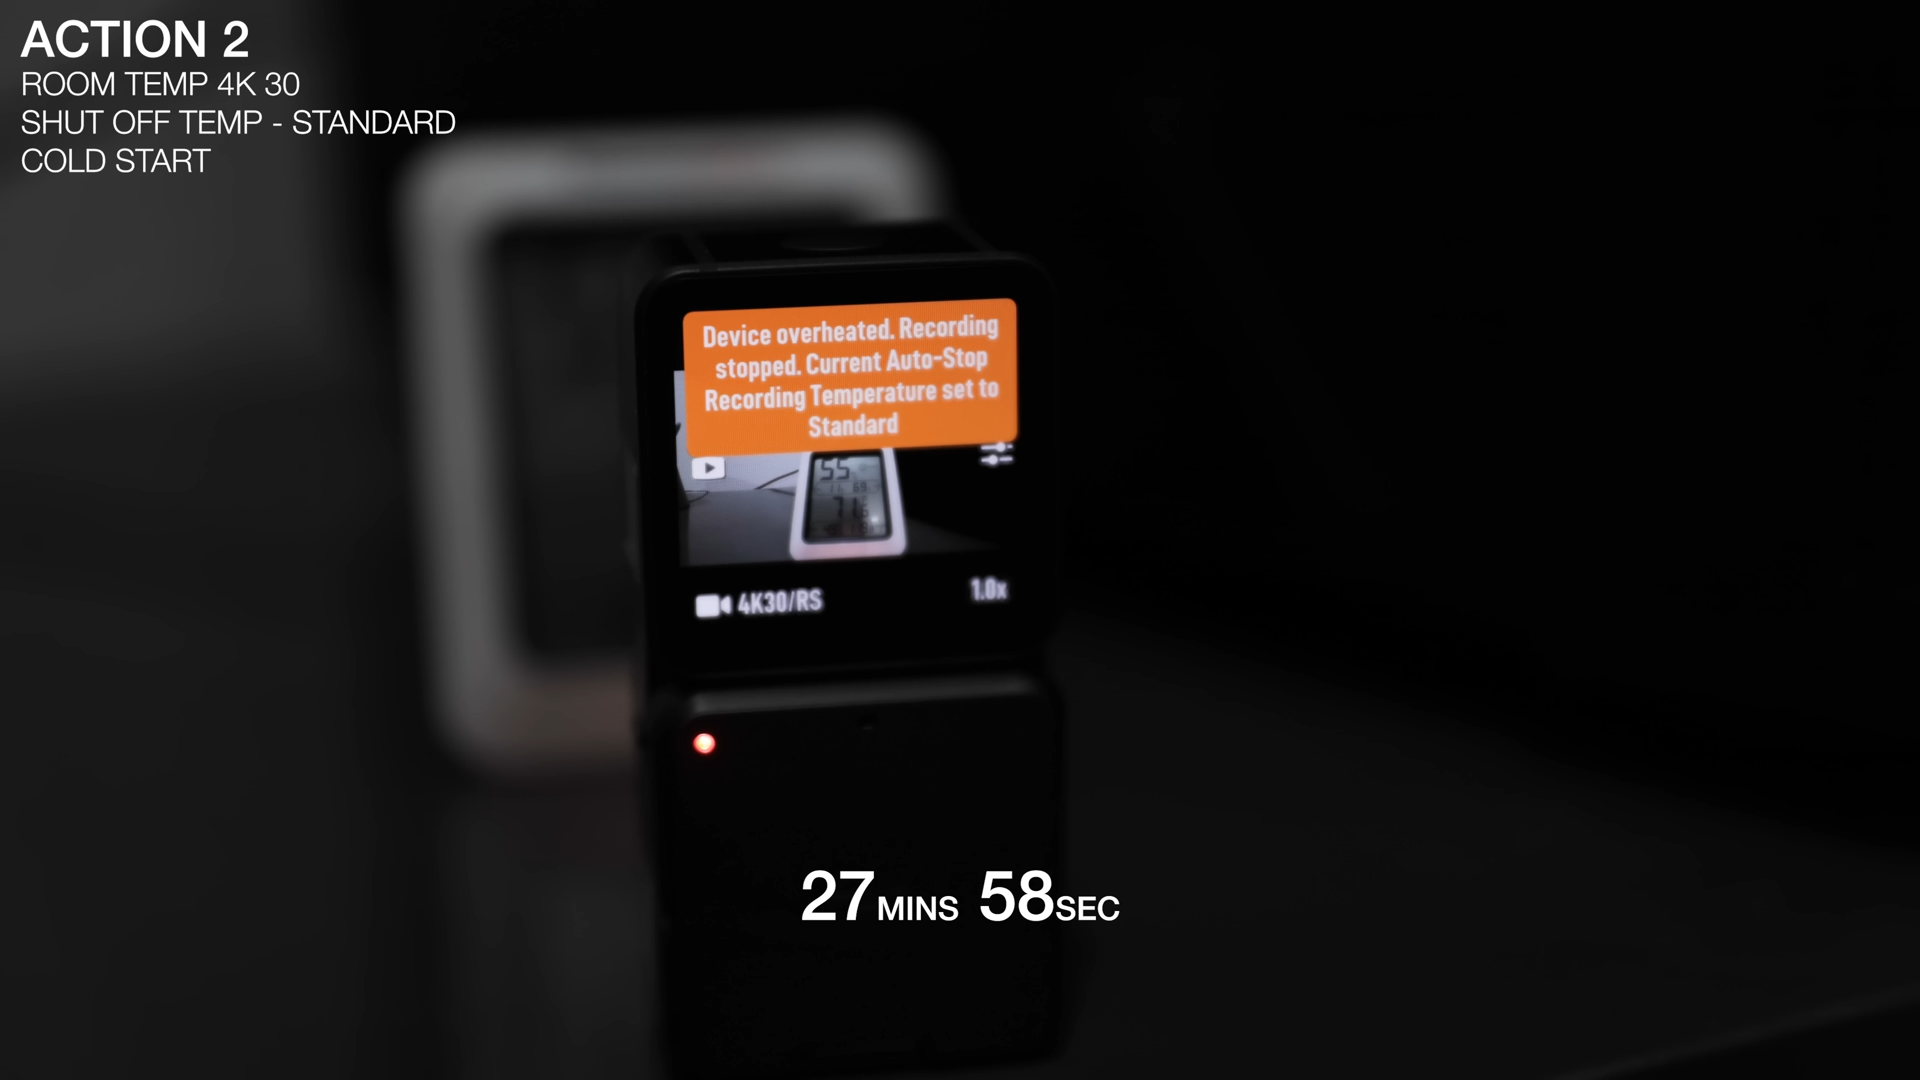 ACTION 2
ROOM TEMP 4K 30
SHUT OFF TEMP - STANDARD
COLD START
Device overheated. Recording
stopped. Current Auto-Stop
Recording Temperature set to
Standard
55
4K30/RS
1.0x
27MINS 58SEC